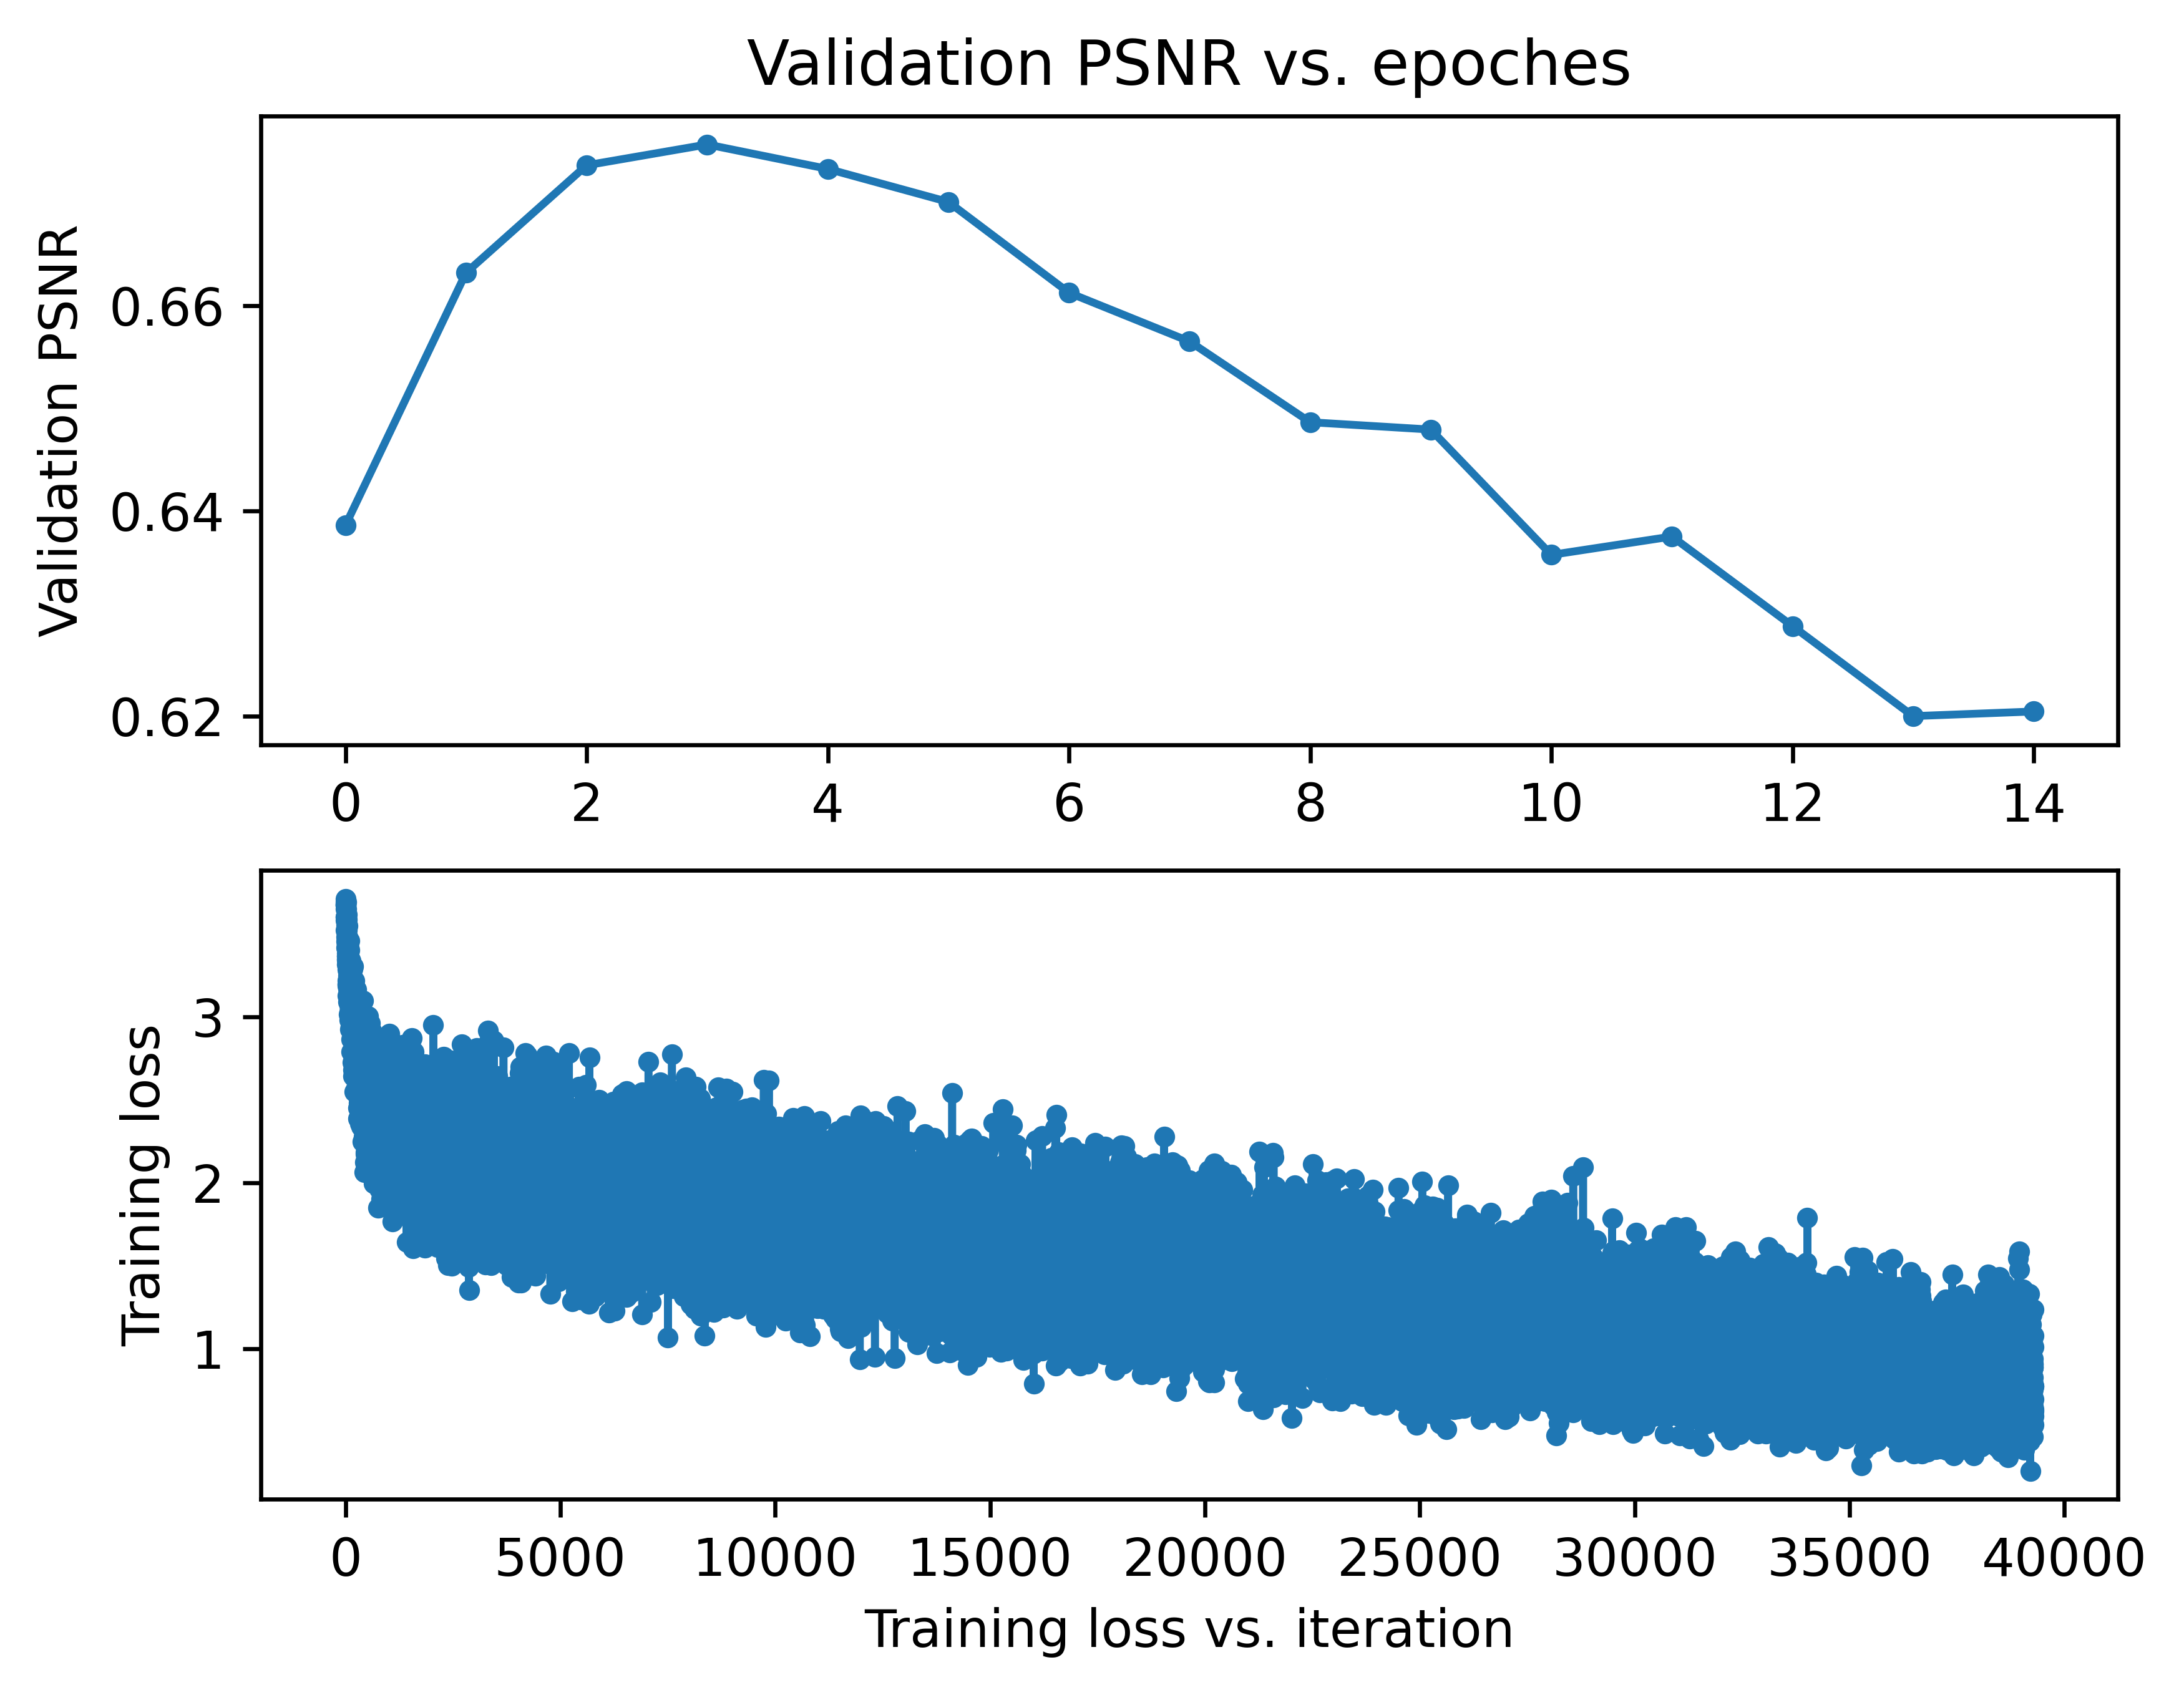 Validation PSNR vs. epoches
Validation PSNR
0.66
0.64
0.62
0 2 4 6 8 10 12 14
Training loss
3
2
1
0 5000 10000 15000 20000 25000 30000 35000 40000
Training loss vs. iteration